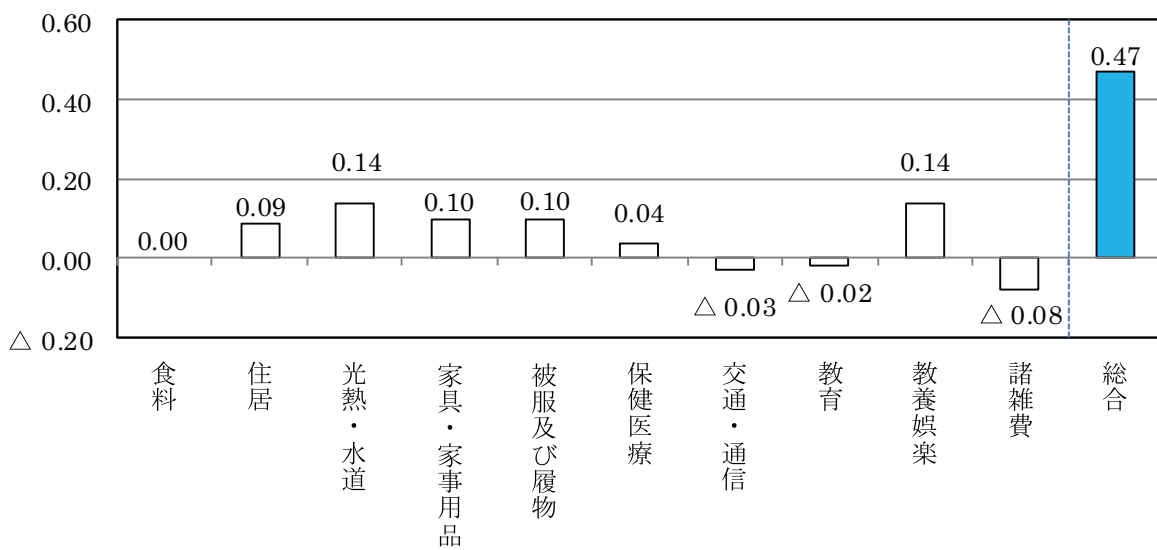 0.60
0.40
0.20
0.00
△ 0.20
0.00
0.09
0.14
0.10
0.10
0.04
△ 0.03
△ 0.02
0.14
△ 0.08
0.47
食料
住居
光熱・水道
家具・家事用品
被服及び履物
保健医療
交通・通信
教育
教養娯楽
諸雑費
総合